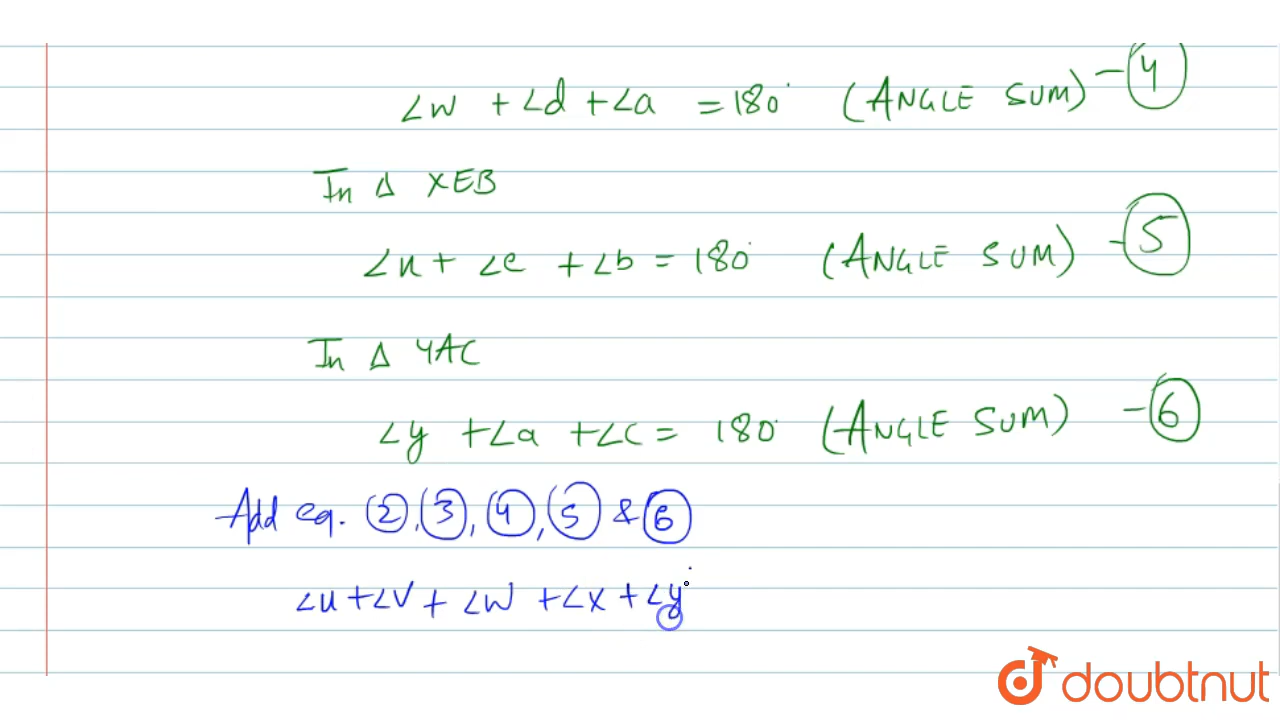 ∠w + ∠d + ∠a = 180° (ANGLE SUM) - 4
In Δ XEB
∠x + ∠e + ∠b = 180° (ANGLE SUM) - 5
In Δ YAC
∠y + ∠a + ∠c = 180° (ANGLE SUM) - 6
Add eq. (2), (3), (4), (5) & (6)
∠u + ∠v + ∠w + ∠x + ∠y
doubtnut